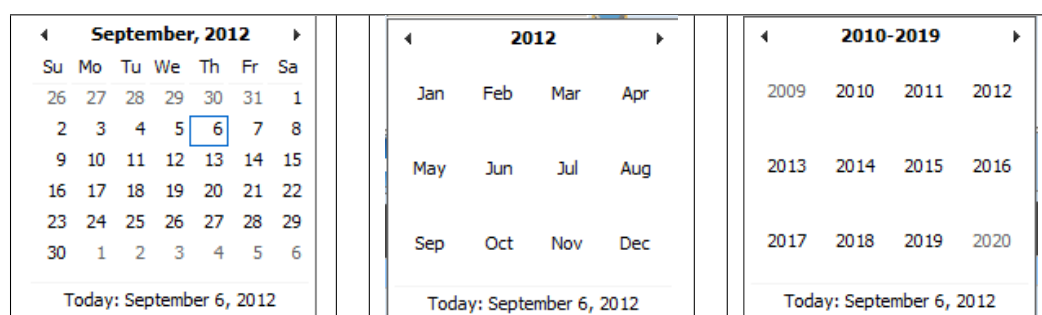 September, 2012
Su Mo Tu We Th Fr Sa
26 27 28 29 30 31 1
2 3 4 5 6 7 8
9 10 11 12 13 14 15
16 17 18 19 20 21 22
23 24 25 26 27 28 29
30 1 2 3 4 5 6
Today: September 6, 2012
2012
Jan Feb Mar Apr
May Jun Jul Aug
Sep Oct Nov Dec
Today: September 6, 2012
2010-2019
2009 2010 2011 2012
2013 2014 2015 2016
2017 2018 2019 2020
Today: September 6, 2012